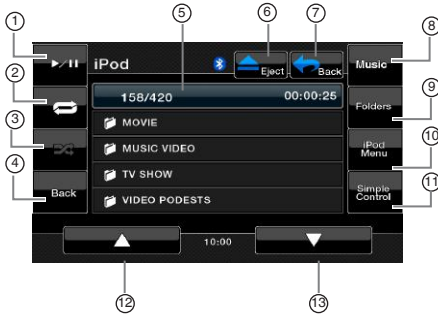 ① ② ③ ④ ⑤ ⑥ ⑦ ⑧ ⑨ ⑩ ⑪ ⑫ ⑬
iPod Eject Back Music
158/420 00:00:25
Folders
MOVIE
MUSIC VIDEO
iPod Menu
TV SHOW
Back
VIDEO PODESTS
Simple Control
10:00